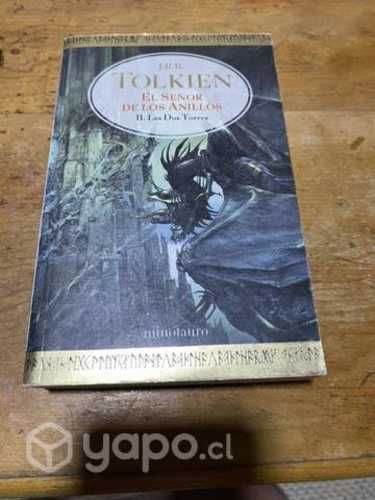 J.R.R.
TOLKIEN
EL SEÑOR
DE LOS ANILLOS
II. Las Dos Torres
minotauro
yapo.cl